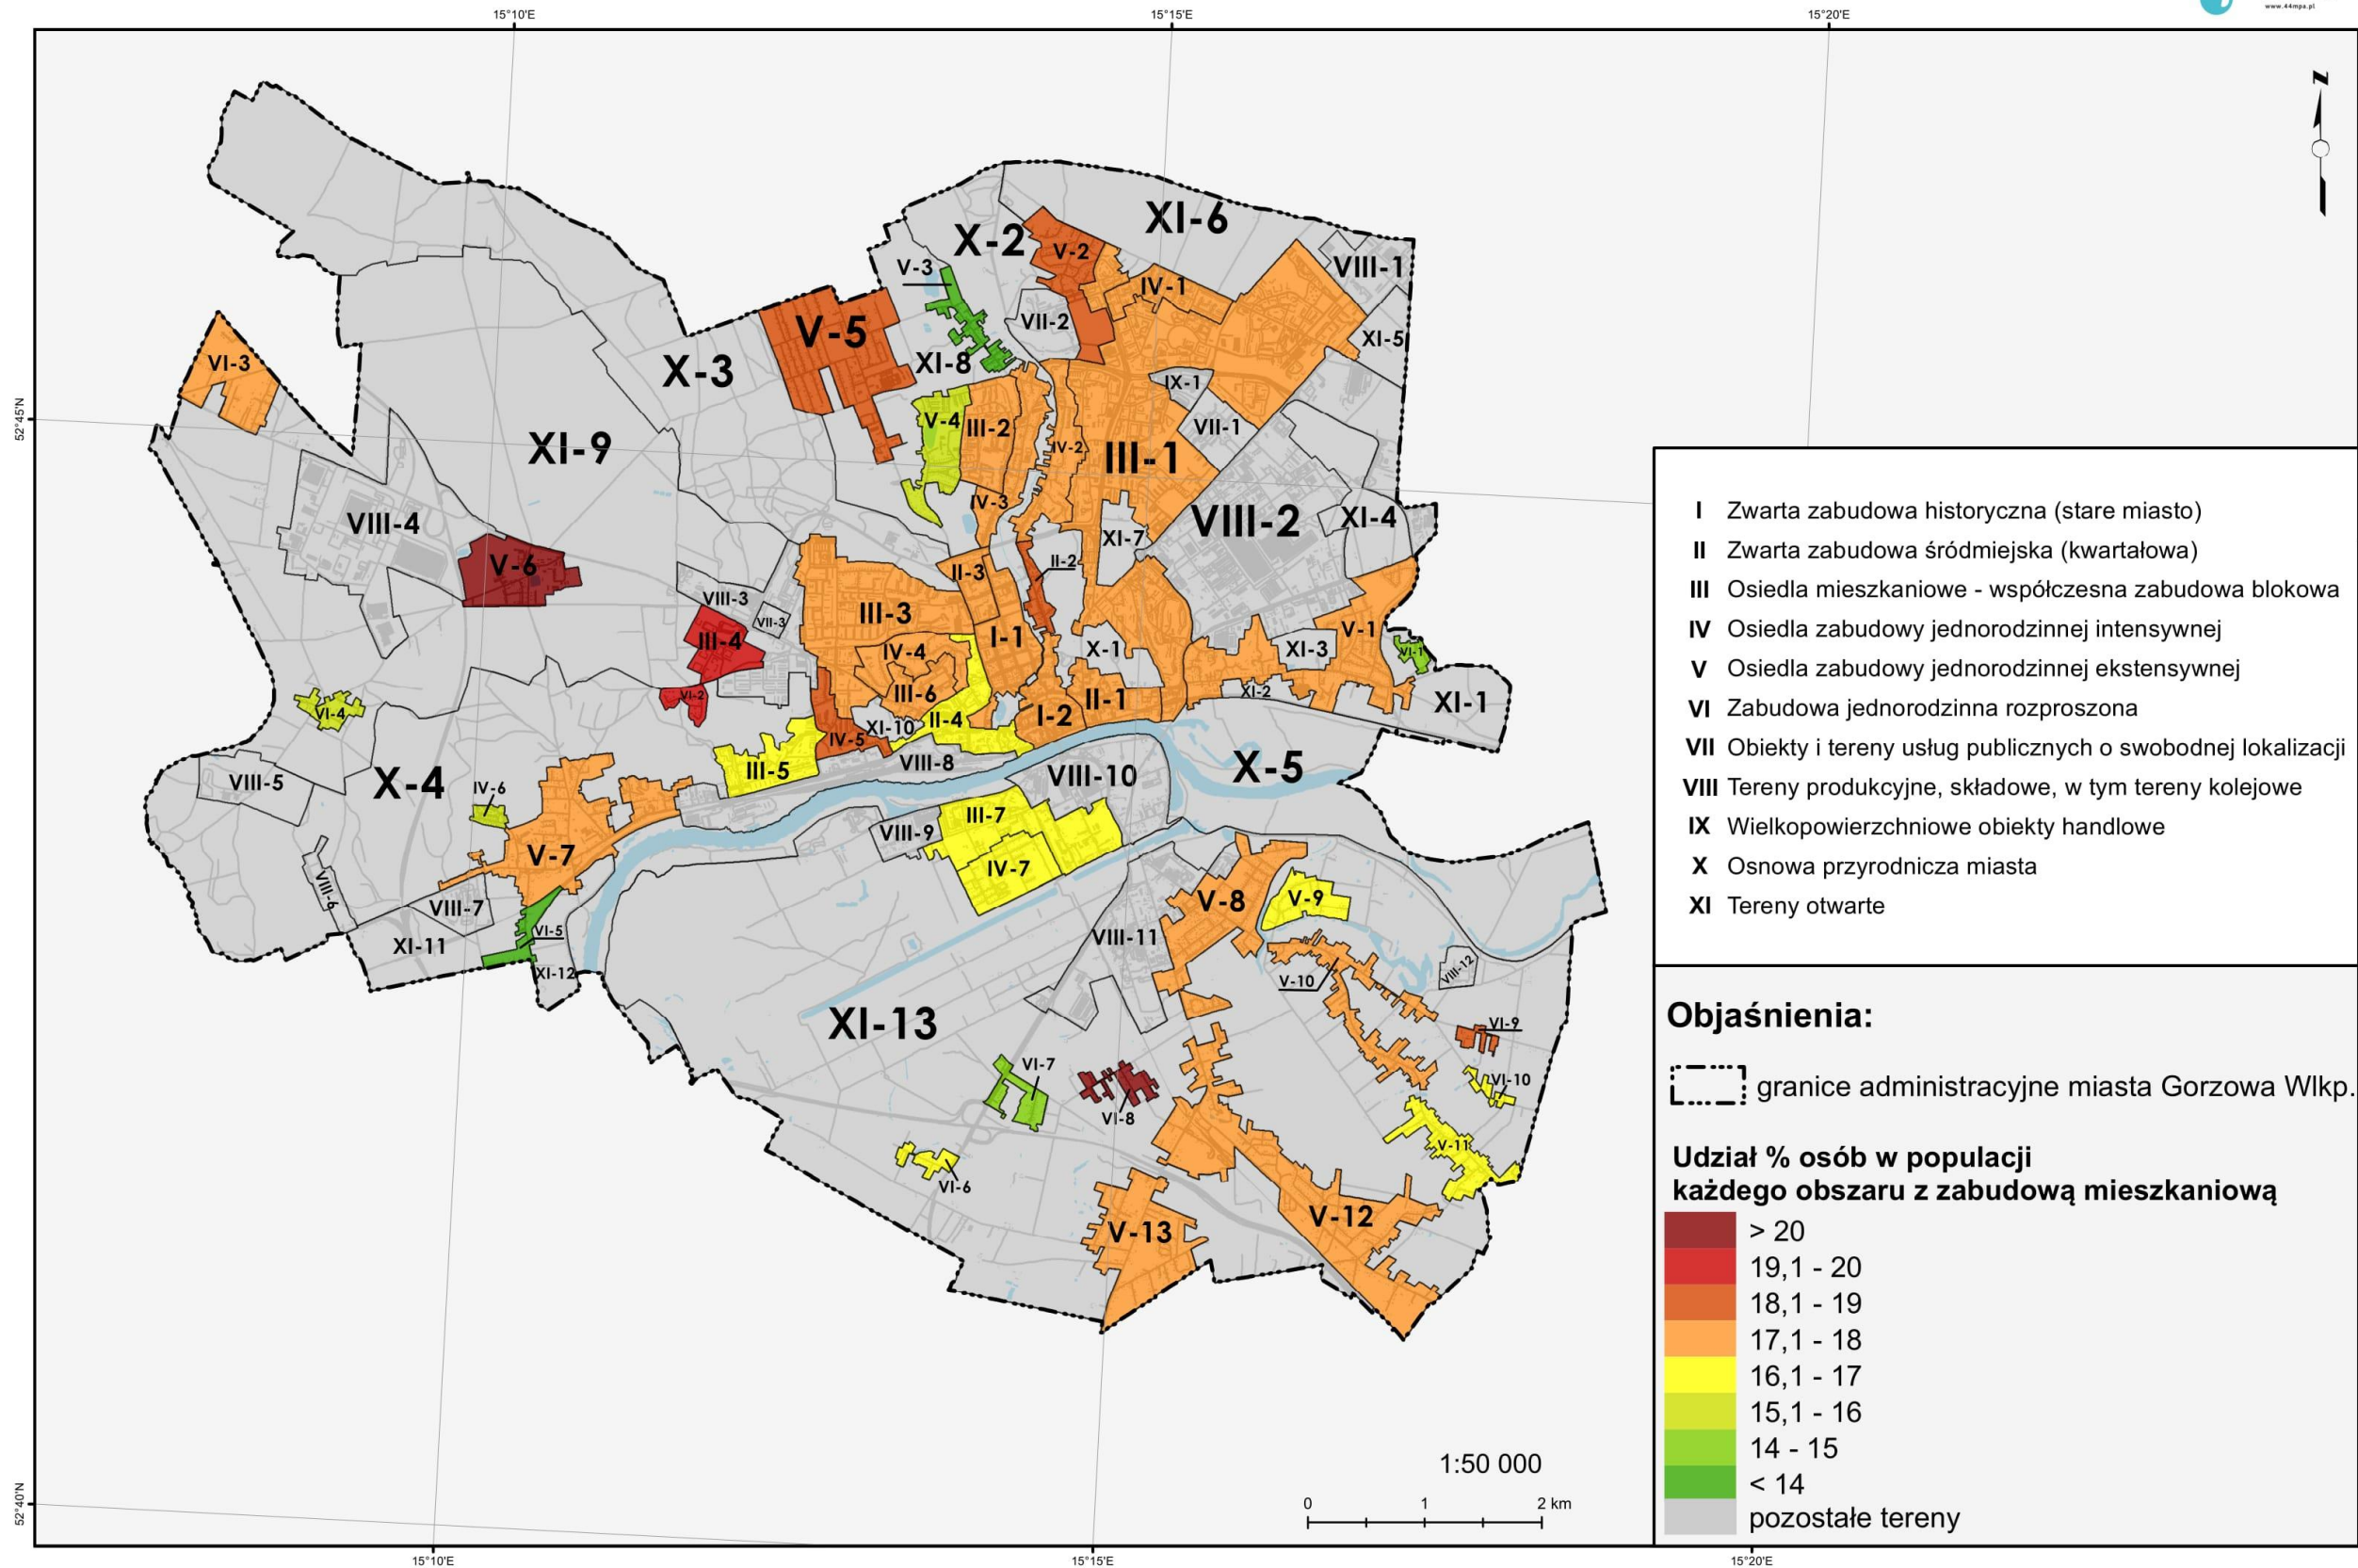 www.44mpa.pl
15°10'E
15°15'E
15°20'E
N
52°45'N
52°40'N
XI-6
X-2
V-2
V-3
VIII-1
IV-1
V-5
VII-2
XI-5
XI-8
X-3
VI-3
IX-1
V-4
III-2
VII-1
IV-2
III-1
XI-9
IV-3
VIII-4
VIII-2
XI-4
XI-7
V-6
II-2
II-3
VIII-3
VII-3
III-3
III-4
I-1
V-1
X-1
XI-3
VI-1
IV-4
III-6
VI-2
XI-2
XI-1
VI-4
II-1
I-2
II-4
XI-10
IV-5
VIII-8
III-5
VIII-10
X-5
VIII-5
X-4
IV-6
III-7
VIII-9
V-7
IV-7
VIII-6
VIII-7
V-8
V-9
VI-5
XI-11
VIII-11
XI-12
VIII-12
V-10
XI-13
VI-9
VI-7
VI-10
VI-8
V-11
VI-6
V-13
V-12
I Zwarta zabudowa historyczna (stare miasto)
II Zwarta zabudowa śródmiejska (kwartałowa)
III Osiedla mieszkaniowe - współczesna zabudowa blokowa
IV Osiedla zabudowy jednorodzinnej intensywnej
V Osiedla zabudowy jednorodzinnej ekstensywnej
VI Zabudowa jednorodzinna rozproszona
VII Obiekty i tereny usług publicznych o swobodnej lokalizacji
VIII Tereny produkcyjne, składowe, w tym tereny kolejowe
IX Wielkopowierzchniowe obiekty handlowe
X Osnowa przyrodnicza miasta
XI Tereny otwarte
Objaśnienia:
granice administracyjne miasta Gorzowa Wlkp.
Udział % osób w populacji
każdego obszaru z zabudową mieszkaniową
> 20
19,1 - 20
18,1 - 19
17,1 - 18
16,1 - 17
15,1 - 16
14 - 15
< 14
pozostałe tereny
1:50 000
0 1 2 km
15°10'E
15°15'E
15°20'E